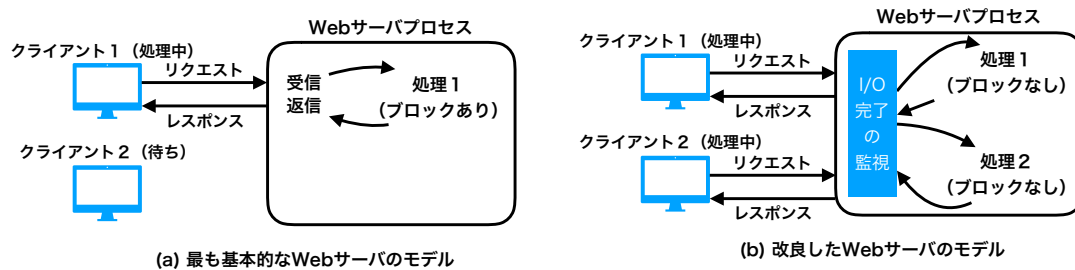 Webサーバプロセス
クライアント1（処理中）
リクエスト
受信
返信
処理1
（ブロックあり）
レスポンス
クライアント2（待ち）
(a) 最も基本的なWebサーバのモデル
Webサーバプロセス
クライアント1（処理中）
リクエスト
レスポンス
I/O
完了
の
監視
処理1
（ブロックなし）
クライアント2（処理中）
リクエスト
レスポンス
処理2
（ブロックなし）
(b) 改良したWebサーバのモデル